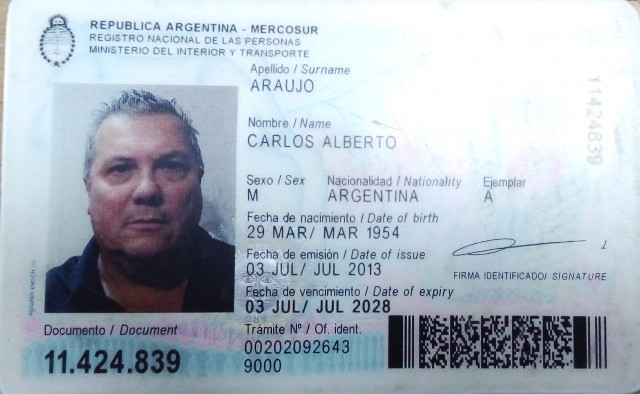 REPUBLICA ARGENTINA - MERCOSUR
REGISTRO NACIONAL DE LAS PERSONAS
MINISTERIO DEL INTERIOR Y TRANSPORTE
Apellido / Surname
ARAUJO
Nombre / Name
CARLOS ALBERTO
Sexo / Sex Nacionalidad / Nationality Ejemplar
M ARGENTINA A
Fecha de nacimiento / Date of birth
29 MAR/ MAR 1954
Fecha de emisión / Date of issue
03 JUL/ JUL 2013
FIRMA IDENTIFICADO/ SIGNATURE
Fecha de vencimiento / Date of expiry
03 JUL/ JUL 2028
Documento / Document Trámite Nº / Of. ident.
11.424.839 00202092643
9000
11424839